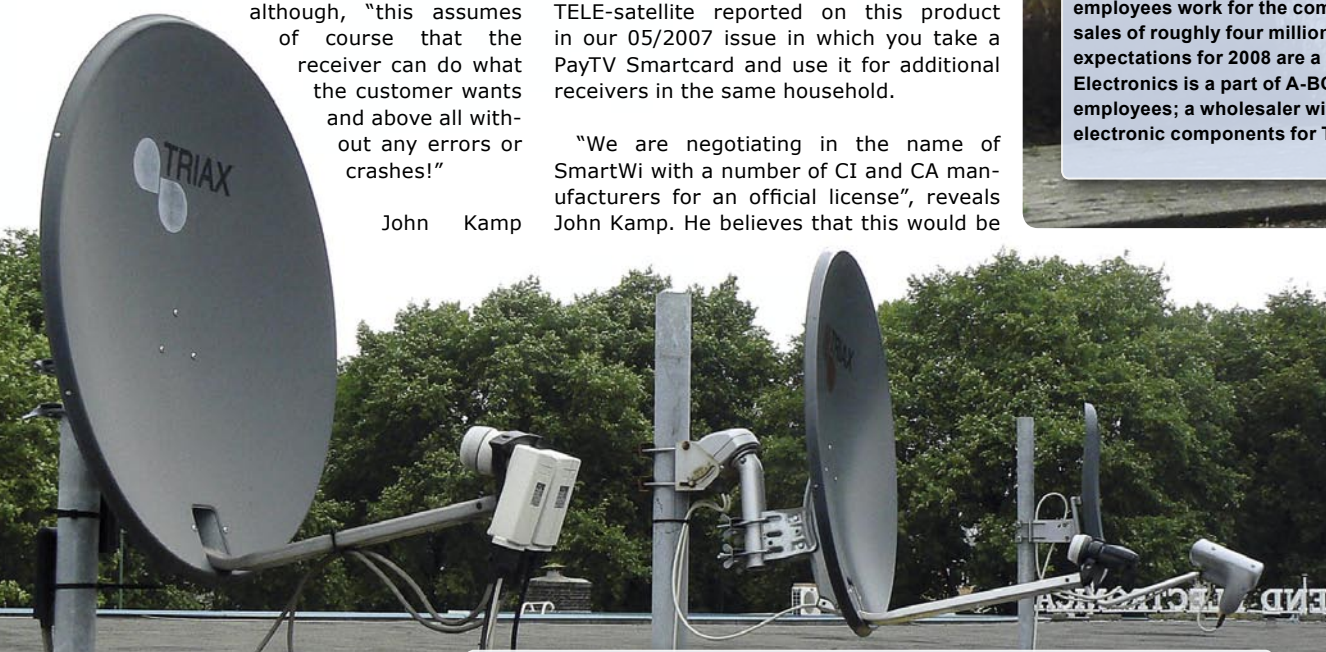 although, “this assumes
of course that the
receiver can do what
the customer wants
and above all with-
out any errors or
crashes!”
John Kamp
TELE-satellite reported on this product
in our 05/2007 issue in which you take a
PayTV Smartcard and use it for additional
receivers in the same household.
“We are negotiating in the name of
SmartWi with a number of CI and CA man-
ufacturers for an official license”, reveals
John Kamp. He believes that this would be
employees work for the com
sales of roughly four million
expectations for 2008 are a
Electronics is a part of A-BC
employees; a wholesaler wi
electronic components for T
TRIAX
TRIAX